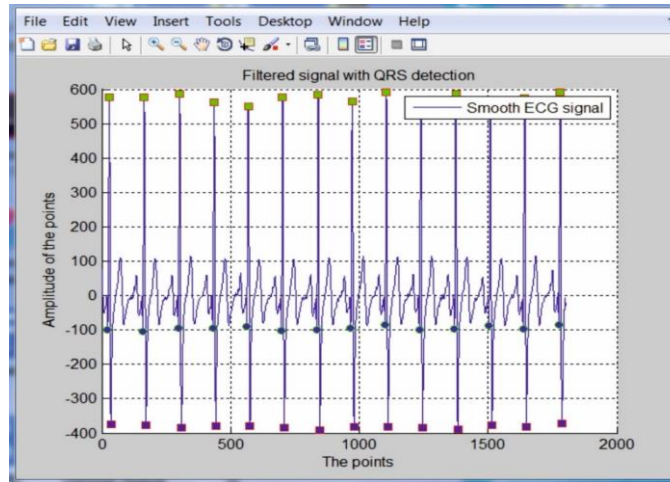 File Edit View Insert Tools Desktop Window Help
Filtered signal with QRS detection
Smooth ECG signal
Amplitude of the points
600
500
400
300
200
100
0
-100
-200
-300
-400
0 500 1000 1500 2000
The points